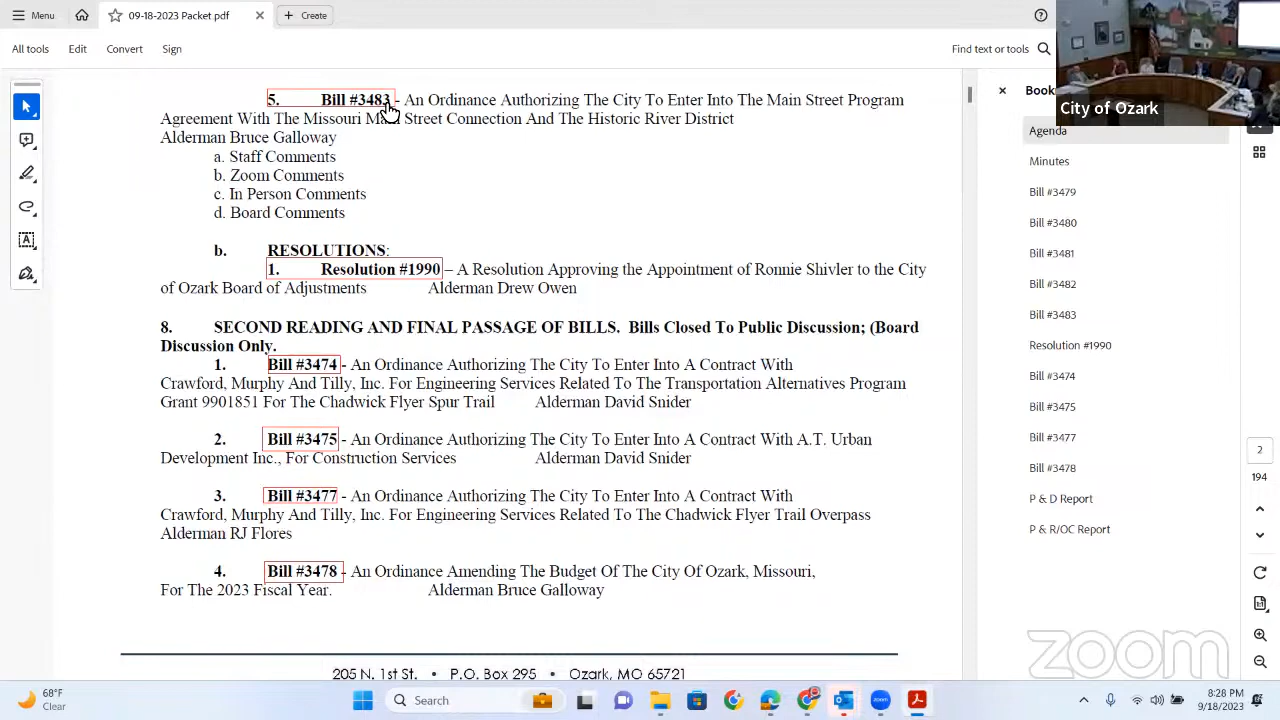 Menu
09-18-2023 Packet.pdf
Create
All tools
Edit
Convert
Sign
Find text or tools
5. Bill #3483 - An Ordinance Authorizing The City To Enter Into The Main Street Program
Agreement With The Missouri Main Street Connection And The Historic River District
Alderman Bruce Galloway
a. Staff Comments
b. Zoom Comments
c. In Person Comments
d. Board Comments
b. RESOLUTIONS:
1. Resolution #1990 – A Resolution Approving the Appointment of Ronnie Shivler to the City
of Ozark Board of Adjustments Alderman Drew Owen
8. SECOND READING AND FINAL PASSAGE OF BILLS. Bills Closed To Public Discussion; (Board
Discussion Only.
1. Bill #3474 - An Ordinance Authorizing The City To Enter Into A Contract With
Crawford, Murphy And Tilly, Inc. For Engineering Services Related To The Transportation Alternatives Program
Grant 9901851 For The Chadwick Flyer Spur Trail Alderman David Snider
2. Bill #3475 - An Ordinance Authorizing The City To Enter Into A Contract With A.T. Urban
Development Inc., For Construction Services Alderman David Snider
3. Bill #3477 - An Ordinance Authorizing The City To Enter Into A Contract With
Crawford, Murphy And Tilly, Inc. For Engineering Services Related To The Chadwick Flyer Trail Overpass
Alderman RJ Flores
4. Bill #3478 - An Ordinance Amending The Budget Of The City Of Ozark, Missouri,
For The 2023 Fiscal Year. Alderman Bruce Galloway
205 N. 1st St. • P.O. Box 295 • Ozark, MO 65721
Book
City of Ozark
Agenda
Minutes
Bill #3479
Bill #3480
Bill #3481
Bill #3482
Bill #3483
Resolution #1990
Bill #3474
Bill #3475
Bill #3477
Bill #3478
P & D Report
P & R/OC Report
2
194
zoom
68°F
Clear
Search
8:28 PM
9/18/2023